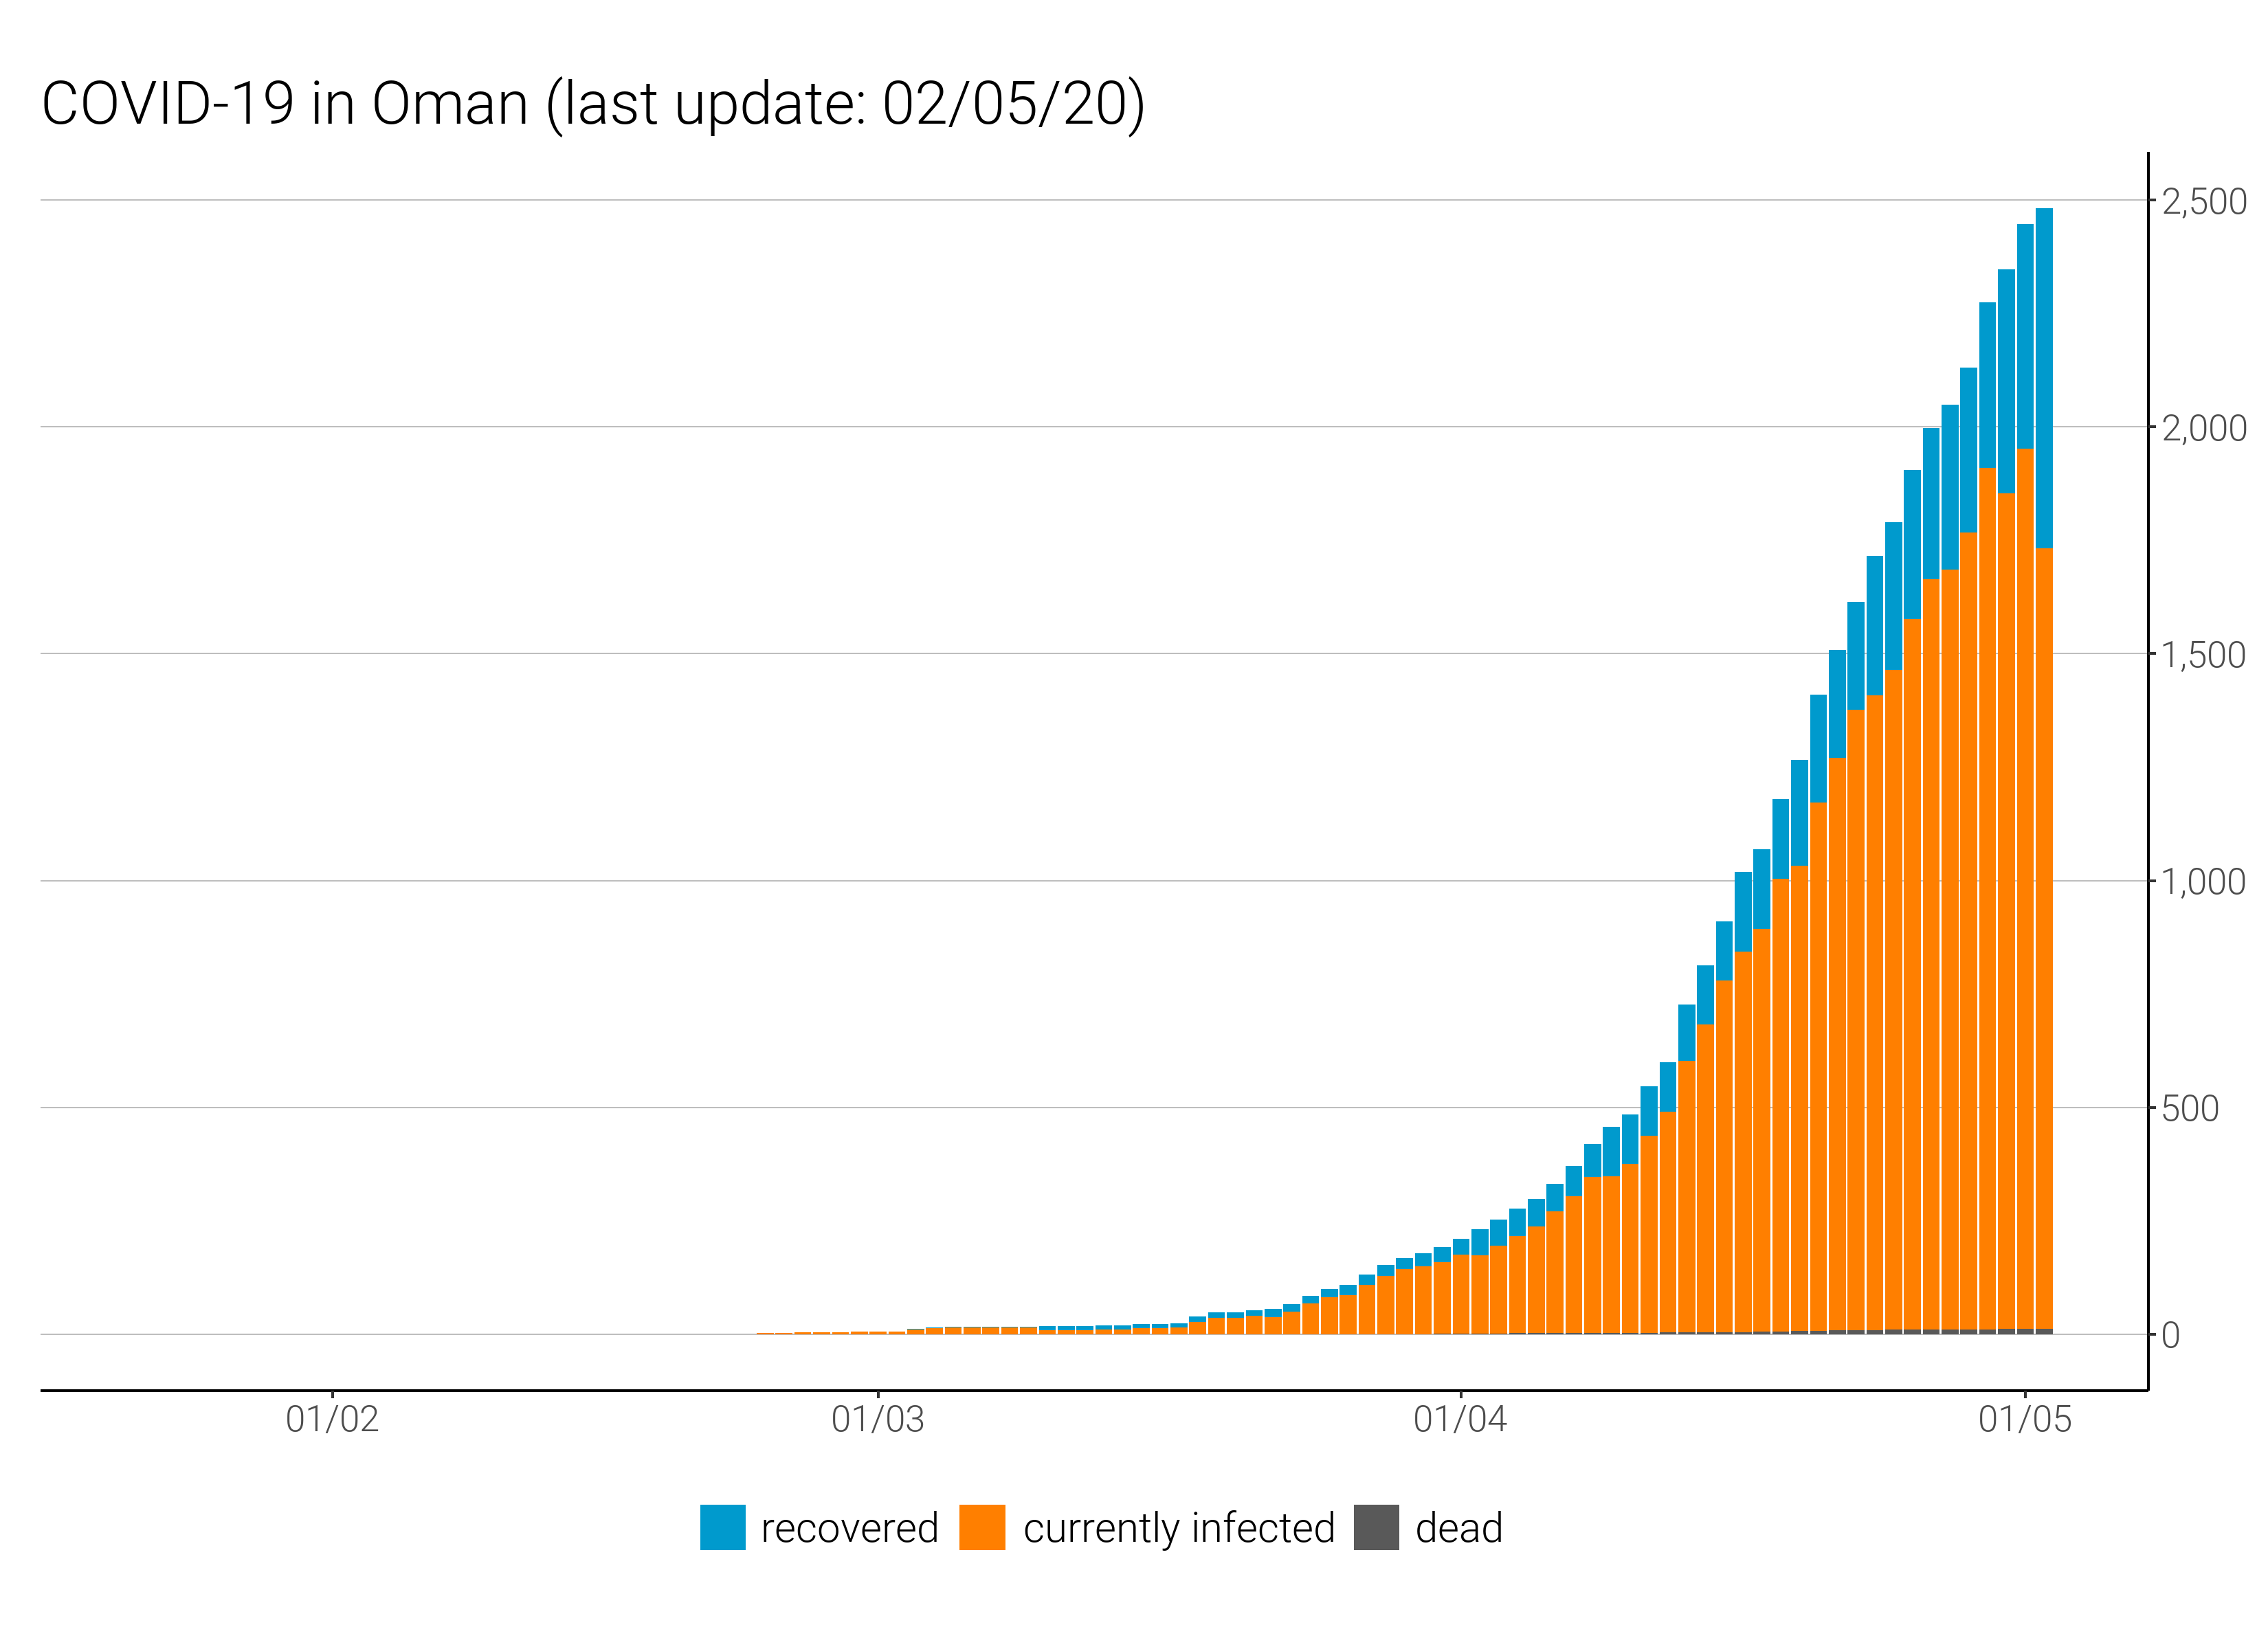 COVID-19 in Oman (last update: 02/05/20)
2,500
2,000
1,500
1,000
500
0
01/02 01/03 01/04 01/05
recovered currently infected dead